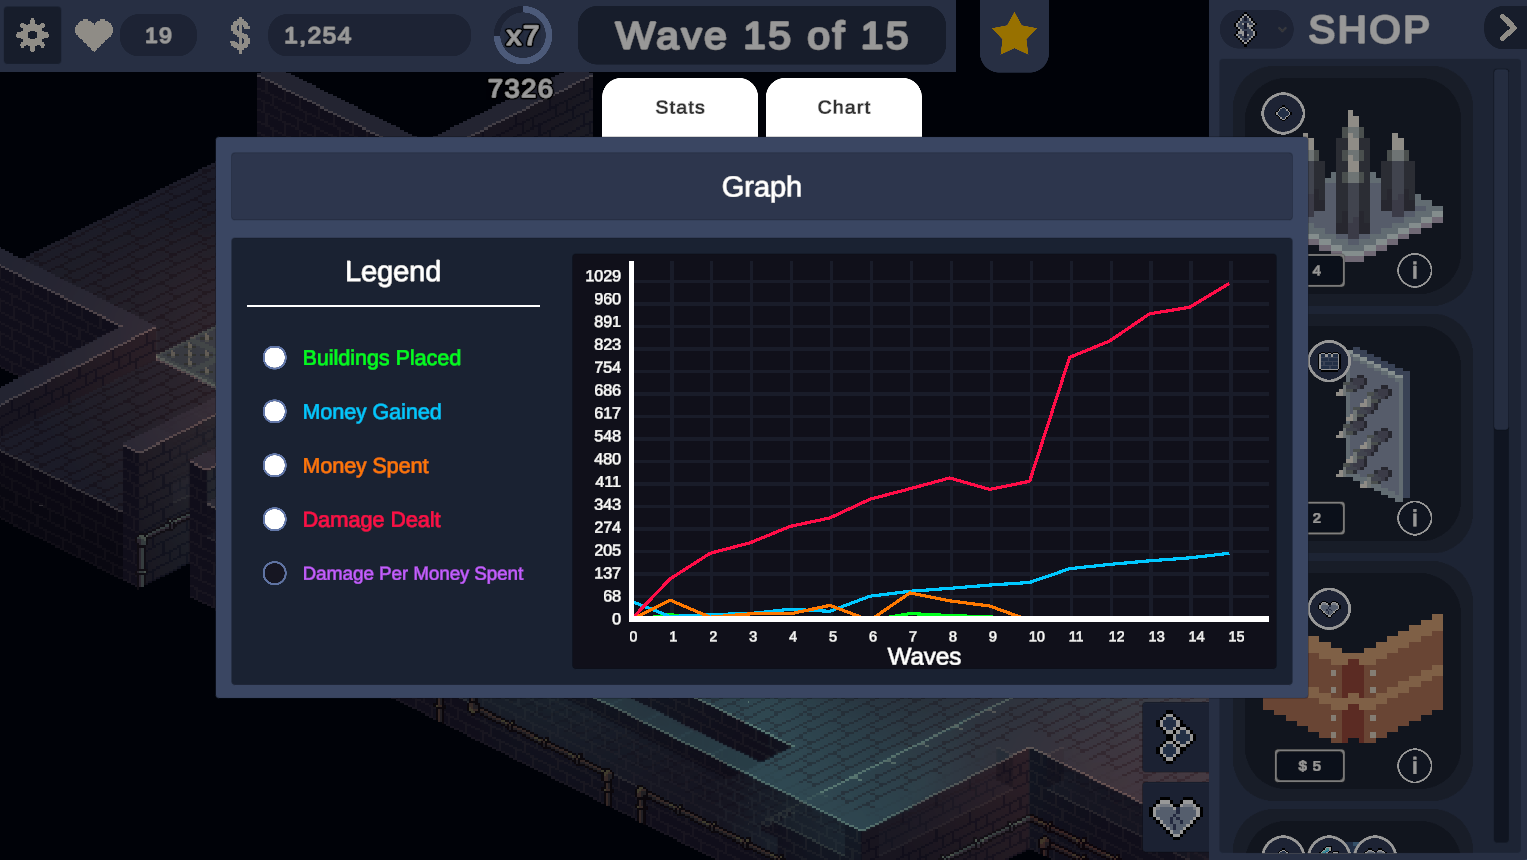 19
$ 1,254
x7
Wave 15 of 15
SHOP
7326
Stats
Chart
Graph
Legend
Buildings Placed
Money Gained
Money Spent
Damage Dealt
Damage Per Money Spent
1029
960
891
823
754
686
617
548
480
411
343
274
205
137
68
0
0 1 2 3 4 5 6 7 8 9 10 11 12 13 14 15
Waves
4
i
2
i
$ 5
i